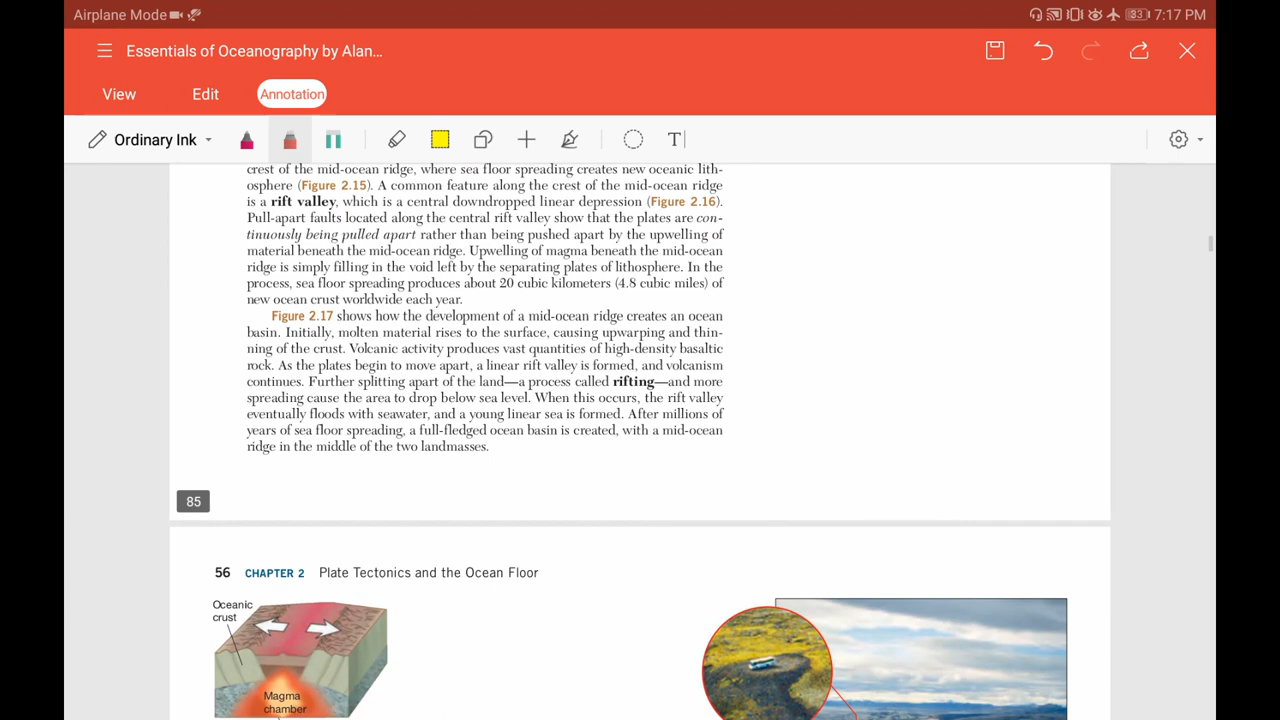 Airplane Mode
33 7:17 PM
Essentials of Oceanography by Alan...
View Edit Annotation
Ordinary Ink T
crest of the mid-ocean ridge, where sea floor spreading creates new oceanic lith-
osphere (Figure 2.15). A common feature along the crest of the mid-ocean ridge
is a rift valley, which is a central downdropped linear depression (Figure 2.16).
Pull-apart faults located along the central rift valley show that the plates are con-
tinuously being pulled apart rather than being pushed apart by the upwelling of
material beneath the mid-ocean ridge. Upwelling of magma beneath the mid-ocean
ridge is simply filling in the void left by the separating plates of lithosphere. In the
process, sea floor spreading produces about 20 cubic kilometers (4.8 cubic miles) of
new ocean crust worldwide each year.
Figure 2.17 shows how the development of a mid-ocean ridge creates an ocean
basin. Initially, molten material rises to the surface, causing upwarping and thin-
ning of the crust. Volcanic activity produces vast quantities of high-density basaltic
rock. As the plates begin to move apart, a linear rift valley is formed, and volcanism
continues. Further splitting apart of the land—a process called rifting—and more
spreading cause the area to drop below sea level. When this occurs, the rift valley
eventually floods with seawater, and a young linear sea is formed. After millions of
years of sea floor spreading, a full-fledged ocean basin is created, with a mid-ocean
ridge in the middle of the two landmasses.
85
56 CHAPTER 2 Plate Tectonics and the Ocean Floor
Oceanic
crust
Magma
chamber